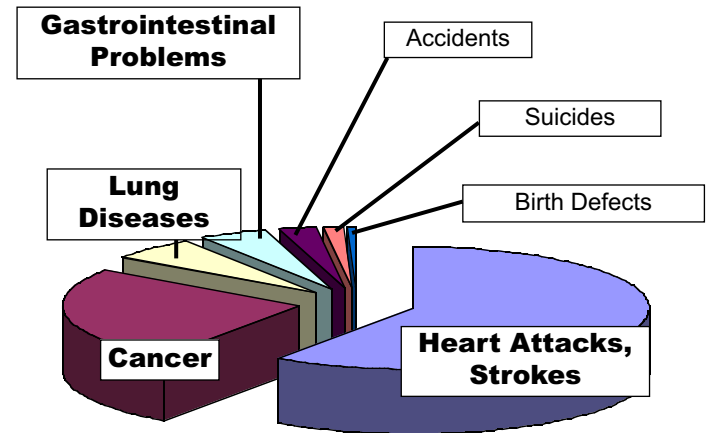 Gastrointestinal
Problems
Accidents
Suicides
Lung
Diseases
Birth Defects
Cancer
Heart Attacks,
Strokes